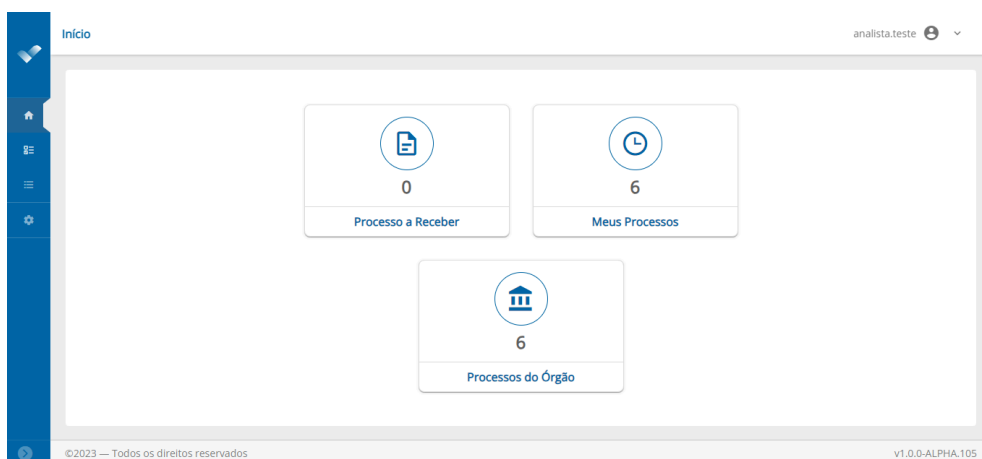 Início
analista.teste
0
Processo a Receber
6
Meus Processos
6
Processos do Órgão
©2023 — Todos os direitos reservados
v1.0.0-ALPHA.105